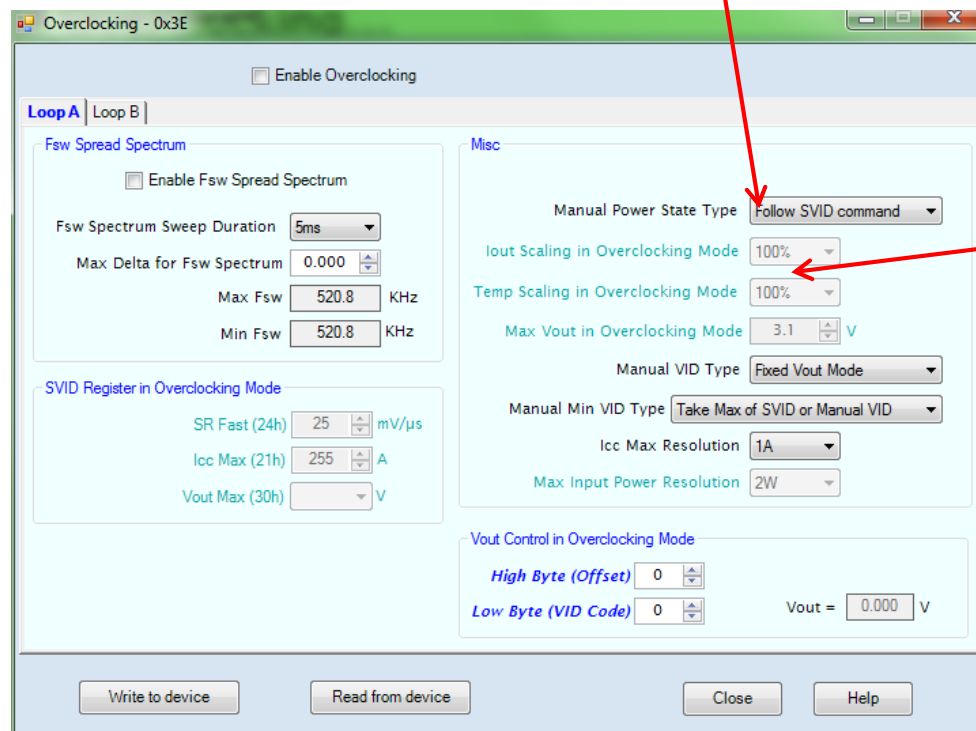 Overclocking - 0x3E
Enable Overclocking
Loop A
Loop B
Fsw Spread Spectrum
Enable Fsw Spread Spectrum
Fsw Spectrum Sweep Duration 5ms
Max Delta for Fsw Spectrum 0.000
Max Fsw 520.8 KHz
Min Fsw 520.8 KHz
SVID Register in Overclocking Mode
SR Fast (24h) 25 mV/µs
Icc Max (21h) 255 A
Vout Max (30h) V
Misc
Manual Power State Type Follow SVID command
Iout Scaling in Overclocking Mode 100%
Temp Scaling in Overclocking Mode 100%
Max Vout in Overclocking Mode 3.1 V
Manual VID Type Fixed Vout Mode
Manual Min VID Type Take Max of SVID or Manual VID
Icc Max Resolution 1A
Max Input Power Resolution 2W
Vout Control in Overclocking Mode
High Byte (Offset) 0
Low Byte (VID Code) 0
Vout = 0.000 V
Write to device
Read from device
Close
Help